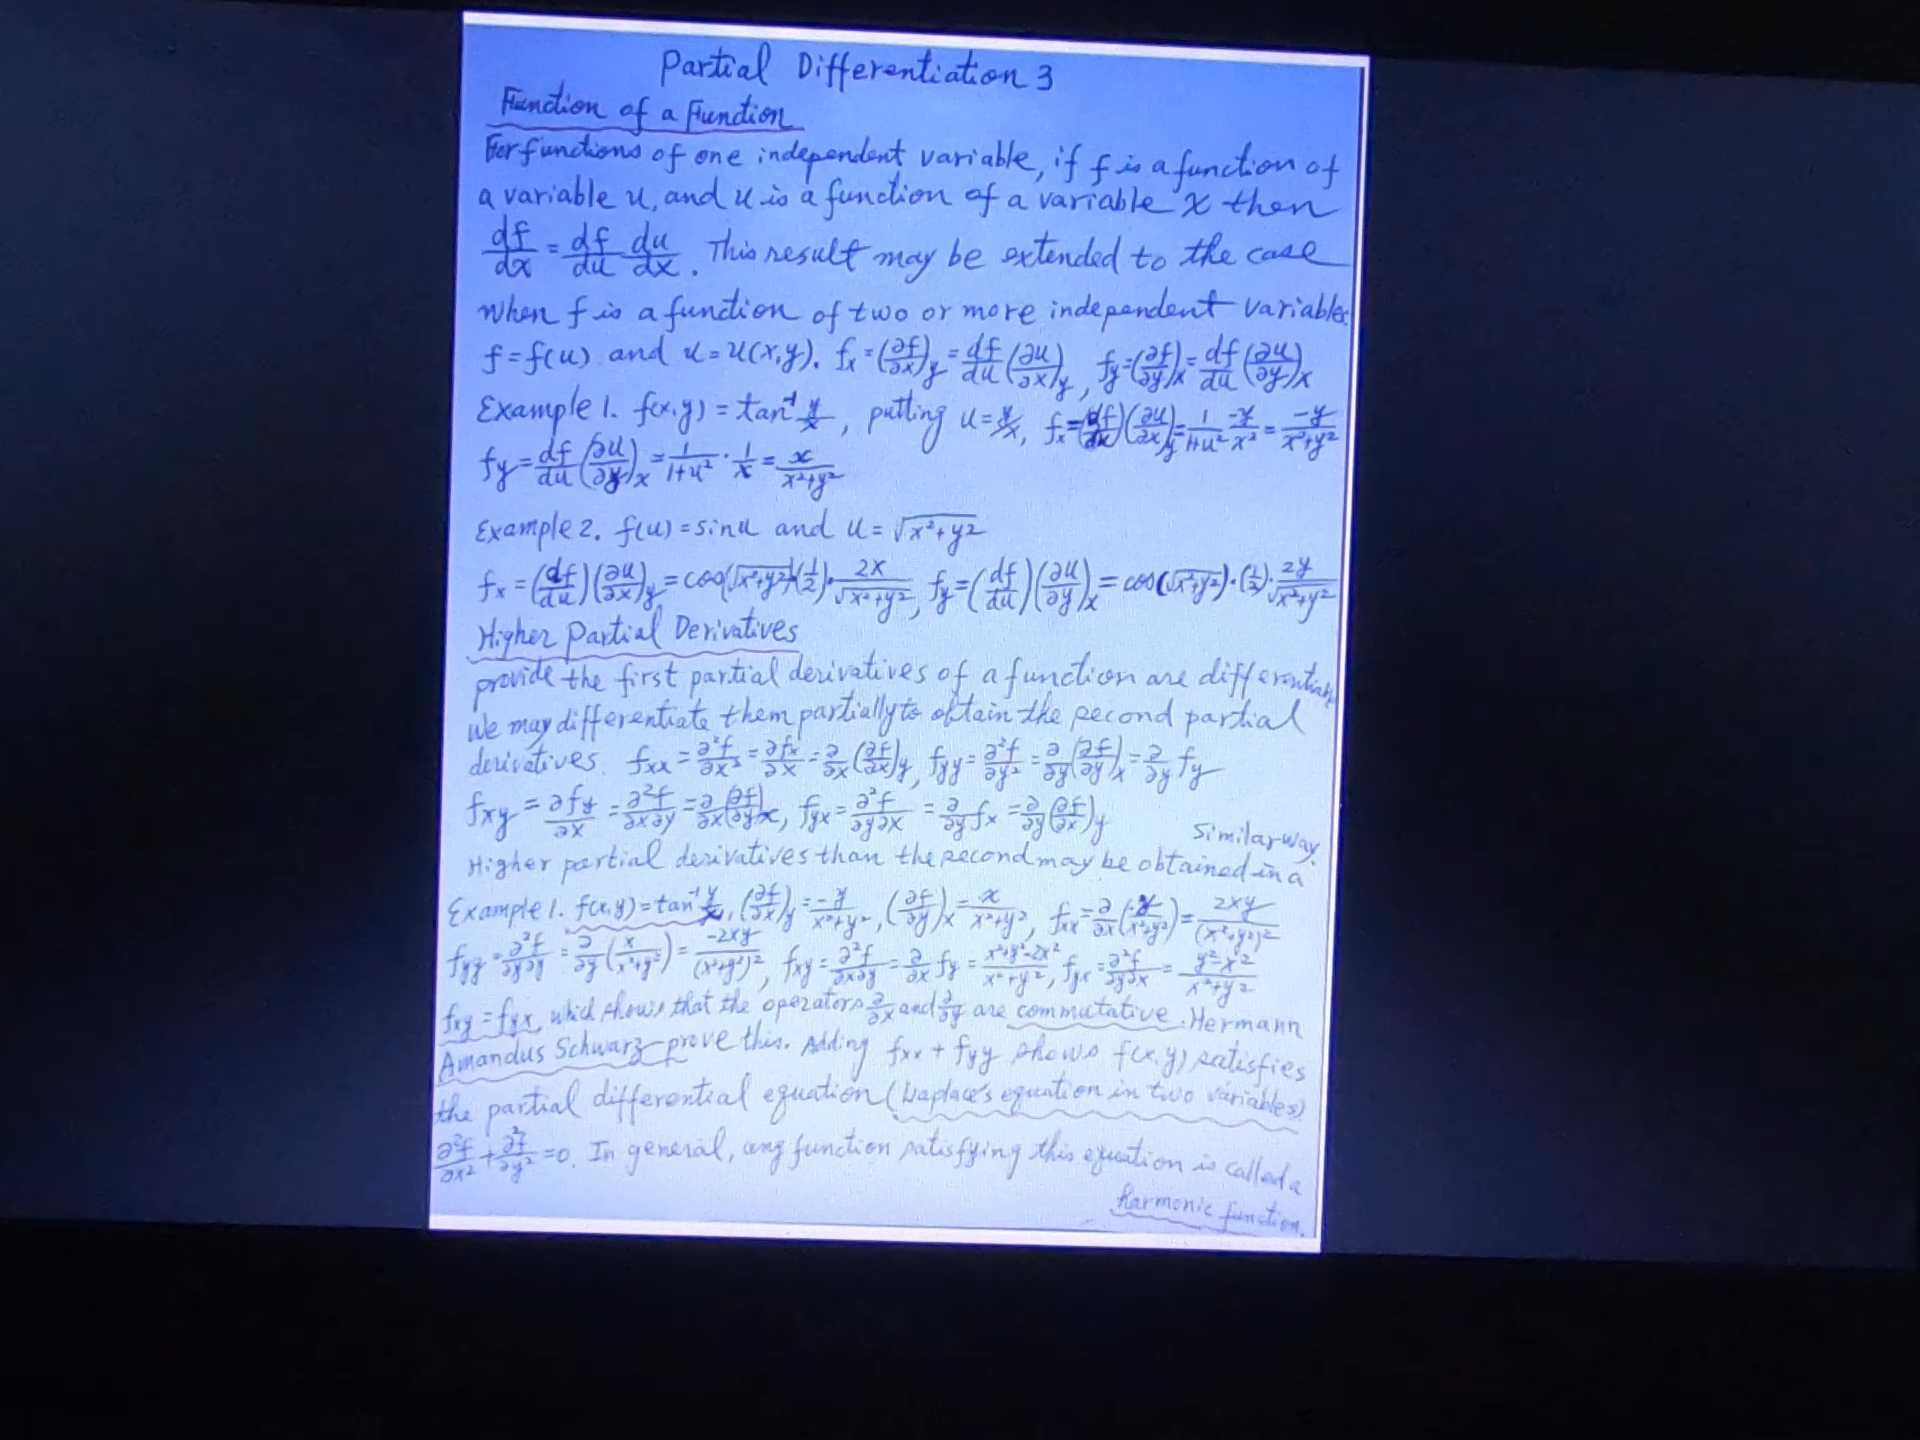 Partial Differentiation 3
Function of a Function
For functions of one independent variable, if f is a function of
a variable u, and u is a function of a variable x then
df/dx = df/du du/dx. This result may be extended to the case
when f is a function of two or more independent variables.
f = f(u) and u = u(x,y). fx = (∂f/∂x)y = df/du (∂u/∂x)y, fy = (∂f/∂y)x = df/du (∂u/∂y)x
Example 1. f(x,y) = tan⁻¹ y/x, putting u = y/x, fx = (df/dx)(∂u/∂x)y = 1/(1+u²) -y/x² = -y/(x²+y²)
fy = df/du (∂u/∂y)x = 1/(1+u²) · 1/x = x/(x²+y²)
Example 2. f(u) = sinu and u = √(x²+y²)
fx = (df/du)(∂u/∂x)y = cos(√(x²+y²))(1/2)· 2x/√(x²+y²), fy = (df/du)(∂u/∂y)x = cos(√(x²+y²))·(1/2)· 2y/√(x²+y²)
Higher Partial Derivatives
provide the first partial derivatives of a function are
we may differentiate them partially to obtain the second partial
derivatives. fxx = ∂²f/∂x² = ∂fx/∂x = ∂/∂x (∂f/∂x)y, fyy = ∂²f/∂y² = ∂/∂y (∂f/∂y)x = ∂/∂y fy
fxy = ∂fy/∂x = ∂²f/∂x∂y = ∂/∂x (∂f/∂y)x, fyx = ∂²f/∂y∂x = ∂/∂y fx = ∂/∂y (∂f/∂x)y
Higher partial derivatives than the second may be obtained in a similar way.
Example 1. f(x,y) = tan⁻¹ y/x, (∂f/∂x)y = -y/(x²+y²), (∂f/∂y)x = x/(x²+y²), fxx = ∂/∂x (-y/(x²+y²)) = 2xy/(x²+y²)²
fyy = ∂²f/∂y∂y = ∂/∂y (x/(x²+y²)) = -2xy/(x²+y²)², fxy = ∂²f/∂x∂y = ∂/∂x fy = (x²+y²-2x²)/(x²+y²), fyx = ∂²f/∂y∂x = (y²-x²)/(x²+y²)
fxy = fyx, which shows that the operators ∂/∂x and ∂/∂y are commutative. Hermann
Amandus Schwarz prove this. Adding fxx + fyy shows f(x,y) satisfies
the partial differential equation (Laplace's equation in two variables)
∂²f/∂x² + ∂²f/∂y² = 0. In general, any function satisfying this equation is called a
harmonic function.